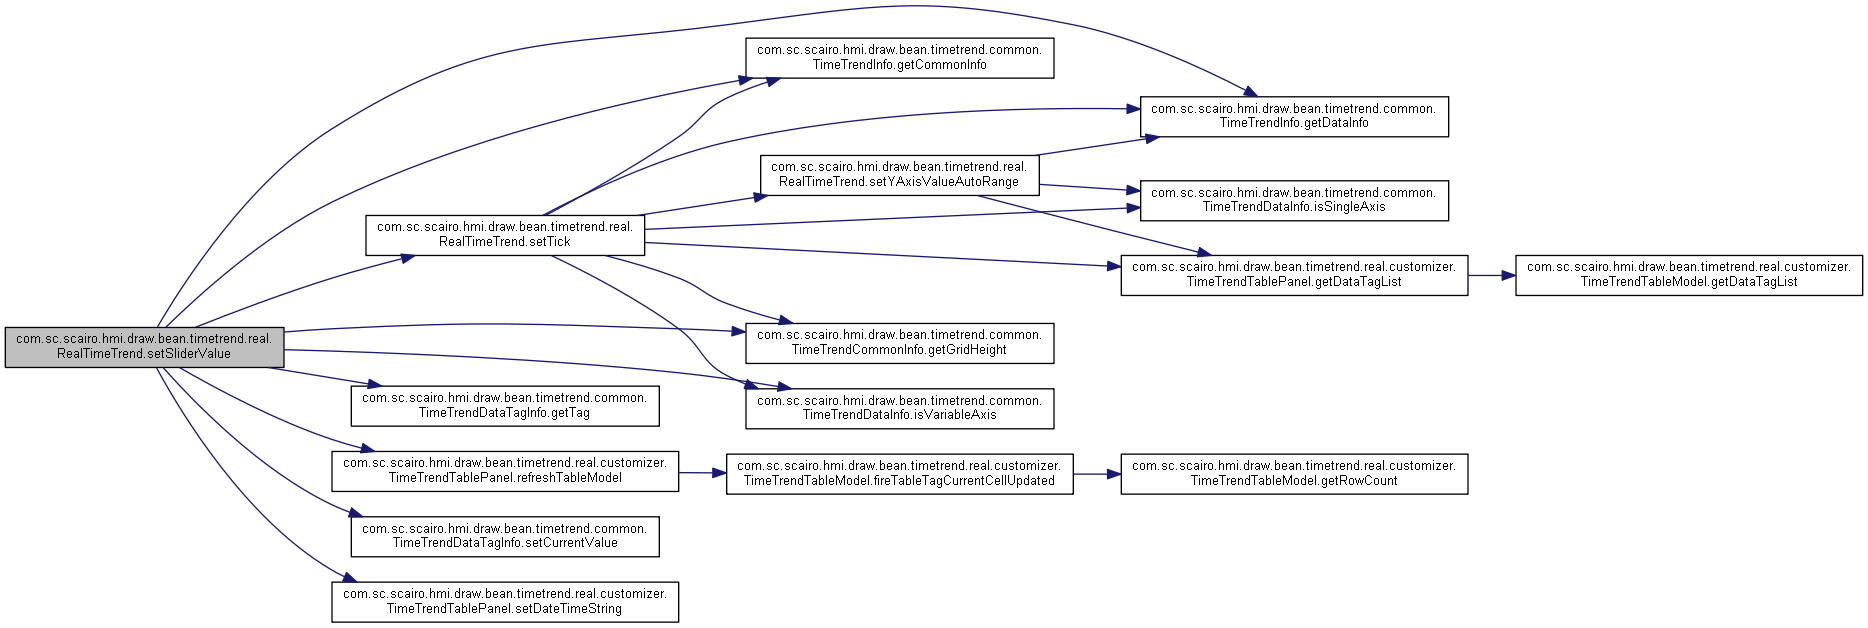 com.sc.scairo.hmi.draw.bean.timetrend.real.
RealTimeTrend.setSliderValue
com.sc.scairo.hmi.draw.bean.timetrend.real.
RealTimeTrend.setTick
com.sc.scairo.hmi.draw.bean.timetrend.common.
TimeTrendDataTagInfo.getTag
com.sc.scairo.hmi.draw.bean.timetrend.real.customizer.
TimeTrendTablePanel.refreshTableModel
com.sc.scairo.hmi.draw.bean.timetrend.common.
TimeTrendDataTagInfo.setCurrentValue
com.sc.scairo.hmi.draw.bean.timetrend.real.customizer.
TimeTrendTablePanel.setDateTimeString
com.sc.scairo.hmi.draw.bean.timetrend.common.
TimeTrendInfo.getCommonInfo
com.sc.scairo.hmi.draw.bean.timetrend.real.
RealTimeTrend.setYAxisValueAutoRange
com.sc.scairo.hmi.draw.bean.timetrend.common.
TimeTrendCommonInfo.getGridHeight
com.sc.scairo.hmi.draw.bean.timetrend.common.
TimeTrendDataInfo.isVariableAxis
com.sc.scairo.hmi.draw.bean.timetrend.real.customizer.
TimeTrendTableModel.fireTableTagCurrentCellUpdated
com.sc.scairo.hmi.draw.bean.timetrend.common.
TimeTrendInfo.getDataInfo
com.sc.scairo.hmi.draw.bean.timetrend.common.
TimeTrendDataInfo.isSingleAxis
com.sc.scairo.hmi.draw.bean.timetrend.real.customizer.
TimeTrendTablePanel.getDataTagList
com.sc.scairo.hmi.draw.bean.timetrend.real.customizer.
TimeTrendTableModel.getRowCount
com.sc.scairo.hmi.draw.bean.timetrend.real.customizer.
TimeTrendTableModel.getDataTagList